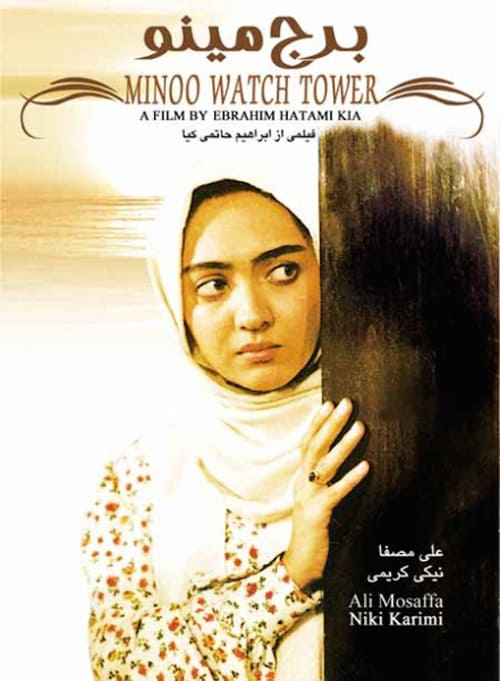 برج مینو
MINOO WATCH TOWER
A FILM BY EBRAHIM HATAMI KIA
فیلمی از ابراهیم حاتمی کیا
علی مصفا
نیکی کریمی
Ali Mosaffa
Niki Karimi